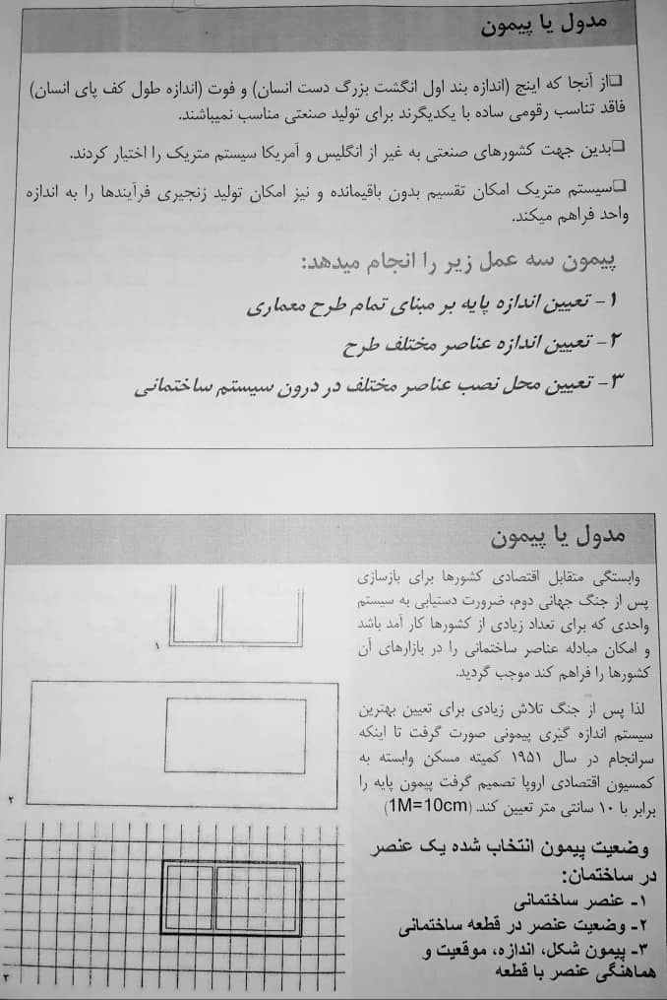 مدول یا پیمون
❑از آنجا که اینچ (اندازه بند اول انگشت بزرگ دست انسان) و فوت (اندازه طول کف پای انسان)
فاقد تناسب رقومی ساده با یکدیگرند برای تولید صنعتی مناسب نمیباشند.
❑بدین جهت کشورهای صنعتی به غیر از انگلیس و آمریکا سیستم متریک را اختیار کردند.
❑سیستم متریک امکان تقسیم بدون باقیمانده و نیز امکان تولید زنجیری فرآیندها را به اندازه
واحد فراهم میکند.
پیمون سه عمل زیر را انجام میدهد:
۱- تعیین اندازه پایه بر مبنای تمام طرح معماری
۲- تعیین اندازه عناصر مختلف طرح
۳- تعیین محل نصب عناصر مختلف در درون سیستم ساختمانی
مدول یا پیمون
وابستگی متقابل اقتصادی کشورها برای بازسازی
پس از جنگ جهانی دوم، ضرورت دستیابی به سیستم
واحدی که برای تعداد زیادی از کشورها کار آمد باشد
و امکان مبادله عناصر ساختمانی را در بازارهای آن
کشورها را فراهم کند موجب گردید.
لذا پس از جنگ تلاش زیادی برای تعیین بهترین
سیستم اندازه گیری پیمونی صورت گرفت تا اینکه
سرانجام در سال ۱۹۵۱ کمیته مسکن وابسته به
کمسیون اقتصادی اروپا تصمیم گرفت پیمون پایه را
برابر با ۱۰ سانتی متر تعیین کند. (1M=10cm)
وضعیت پیمون انتخاب شده یک عنصر
در ساختمان:
۱- عنصر ساختمانی
۲- وضعیت عنصر در قطعه ساختمانی
۳- پیمون شکل، اندازه، موقعیت و
هماهنگی عنصر با قطعه
۱
۲
۳